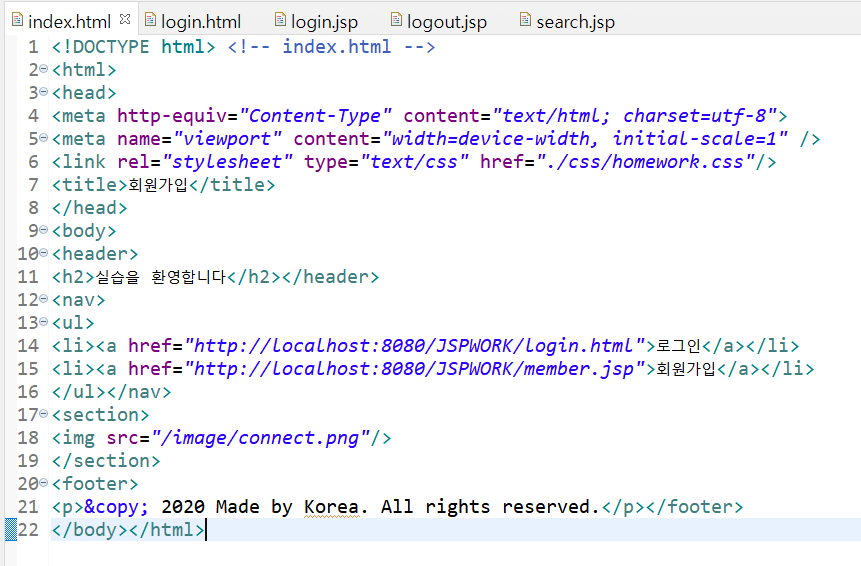 index.html login.html login.jsp logout.jsp search.jsp
1 <!DOCTYPE html> <!-- index.html -->
2 <html>
3 <head>
4 <meta http-equiv="Content-Type" content="text/html; charset=utf-8">
5 <meta name="viewport" content="width=device-width, initial-scale=1" />
6 <link rel="stylesheet" type="text/css" href="./css/homework.css"/>
7 <title>회원가입</title>
8 </head>
9 <body>
10 <header>
11 <h2>실습을 환영합니다</h2></header>
12 <nav>
13 <ul>
14 <li><a href="http://localhost:8080/JSPWORK/login.html">로그인</a></li>
15 <li><a href="http://localhost:8080/JSPWORK/member.jsp">회원가입</a></li>
16 </ul></nav>
17 <section>
18 <img src="/image/connect.png"/>
19 </section>
20 <footer>
21 <p>&copy; 2020 Made by Korea. All rights reserved.</p></footer>
22 </body></html>